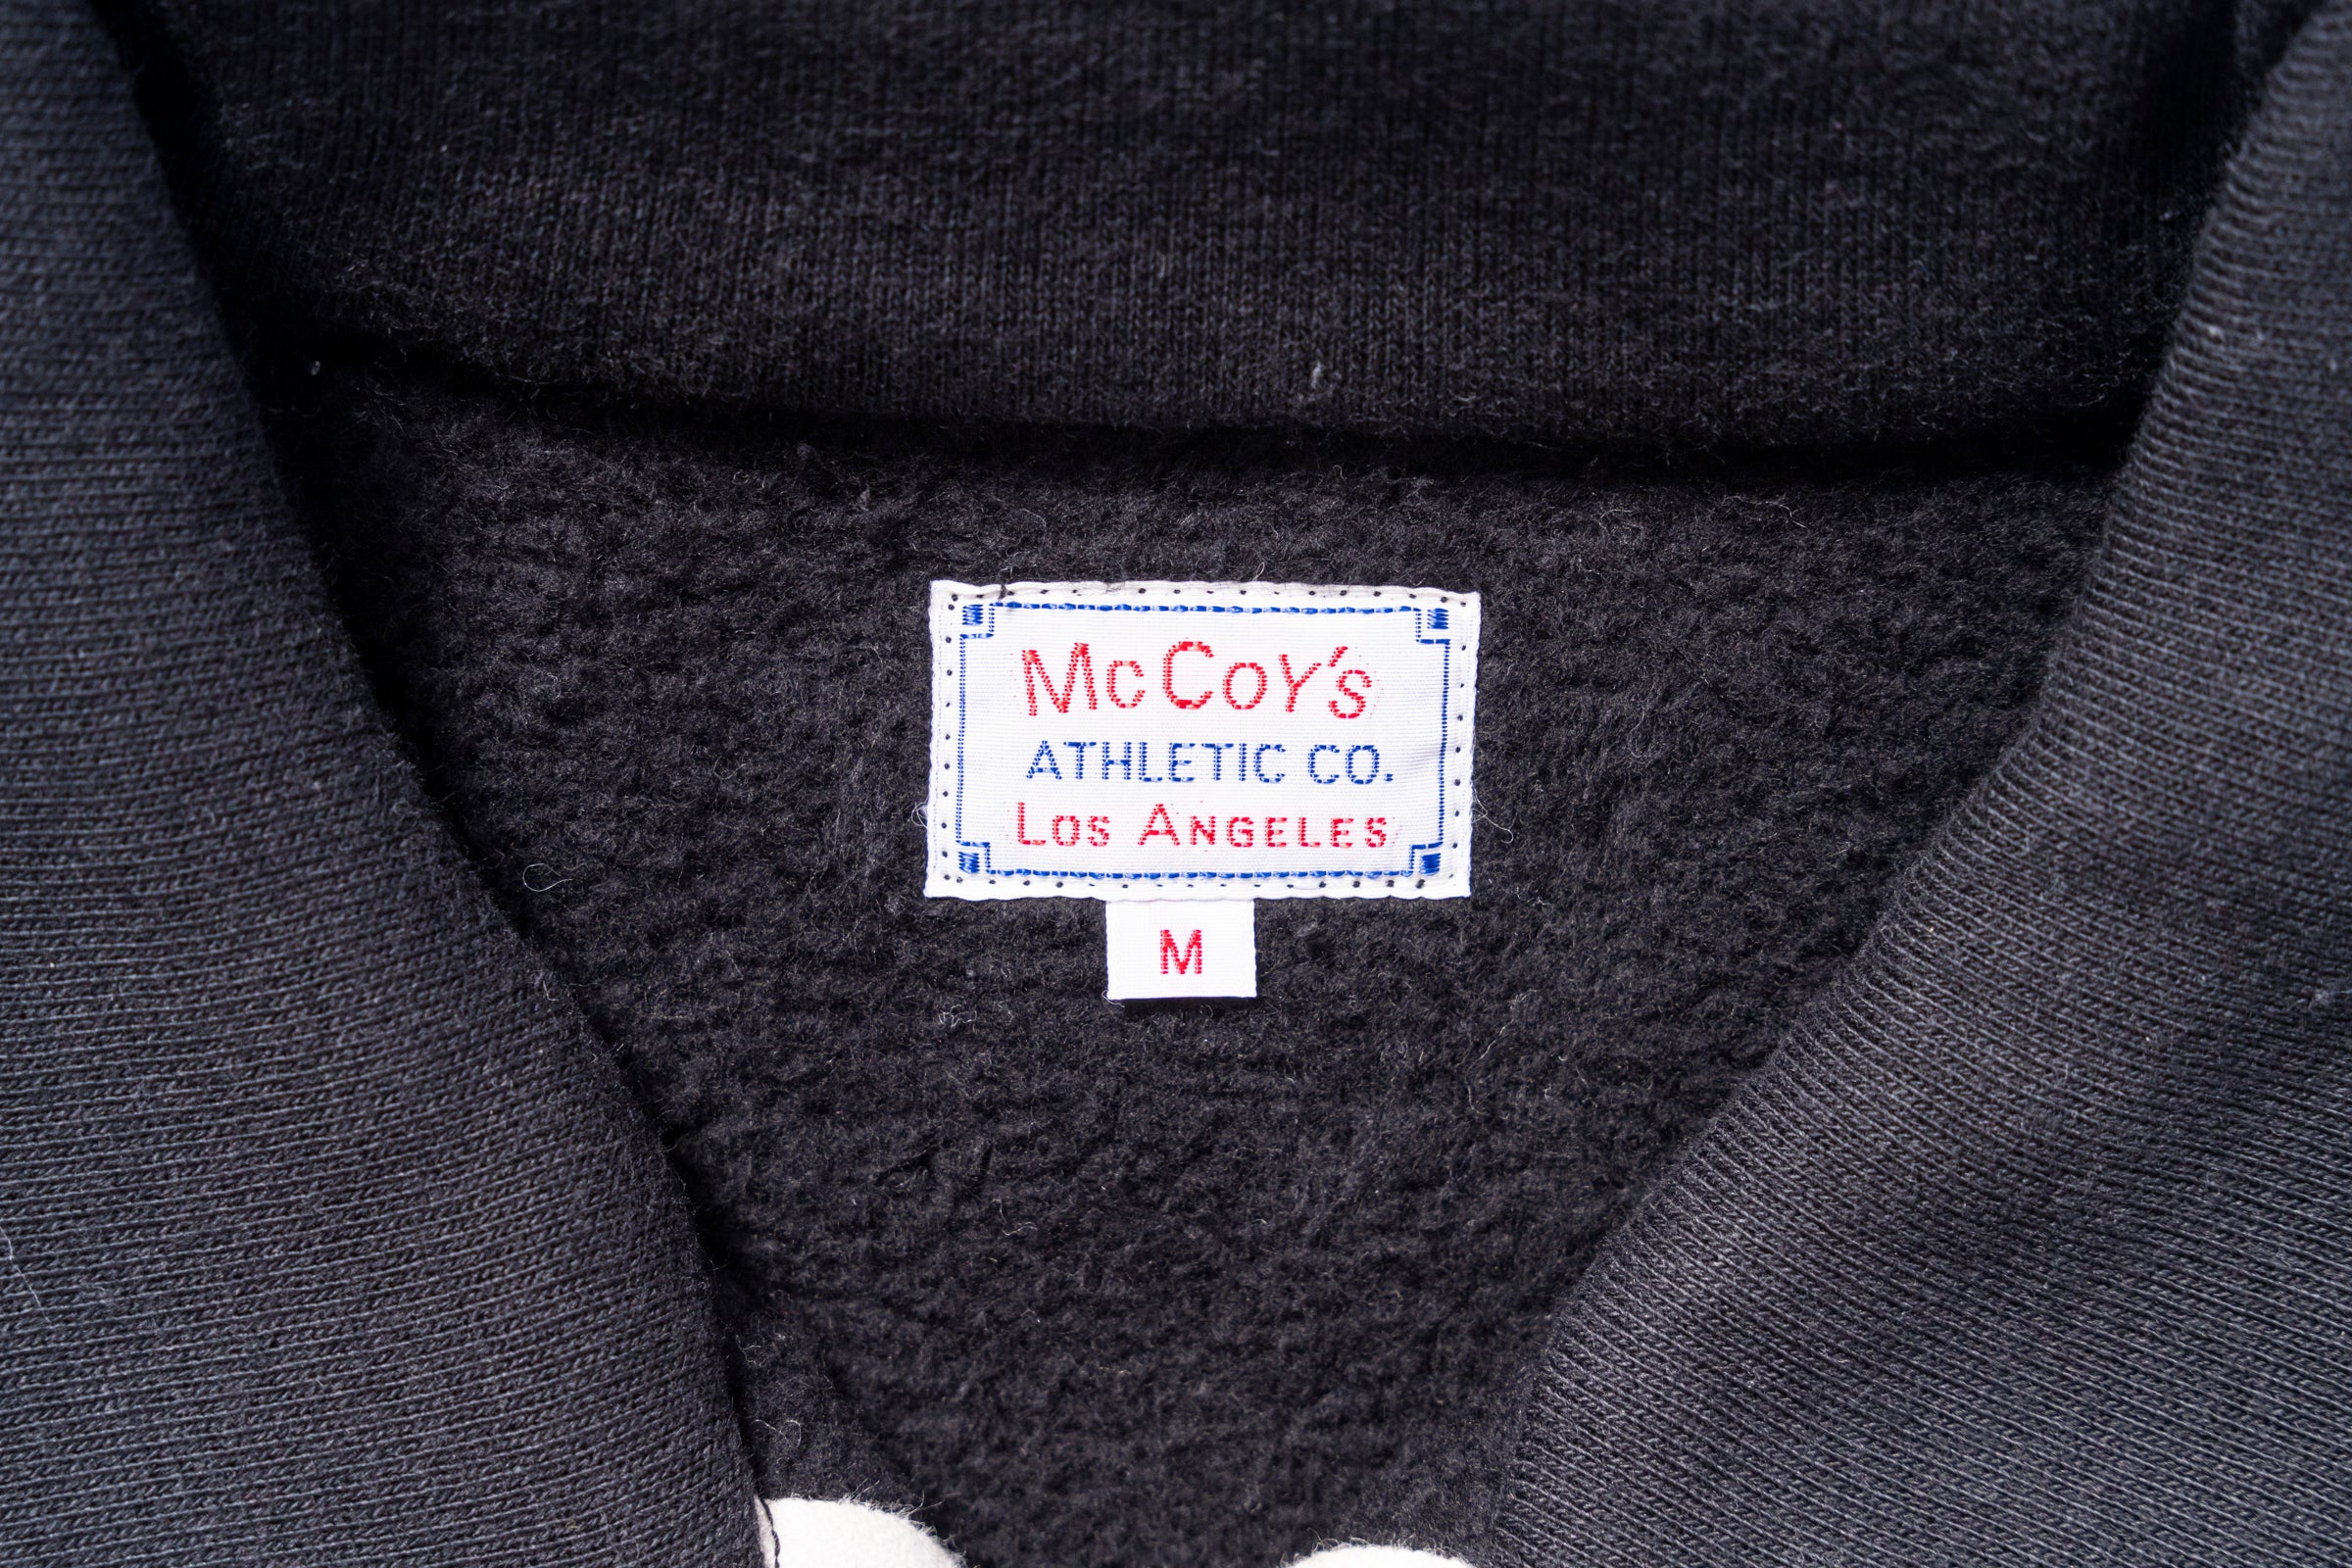 McCoy's
ATHLETIC CO.
Los Angeles
M